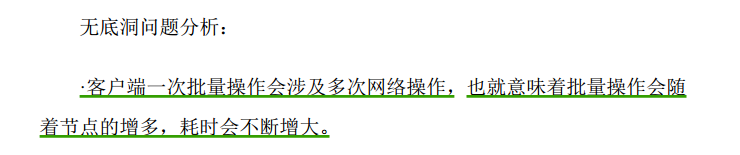 无底洞问题分析：
·客户端一次批量操作会涉及多次网络操作，也就意味着批量操作会随
着节点的增多，耗时会不断增大。